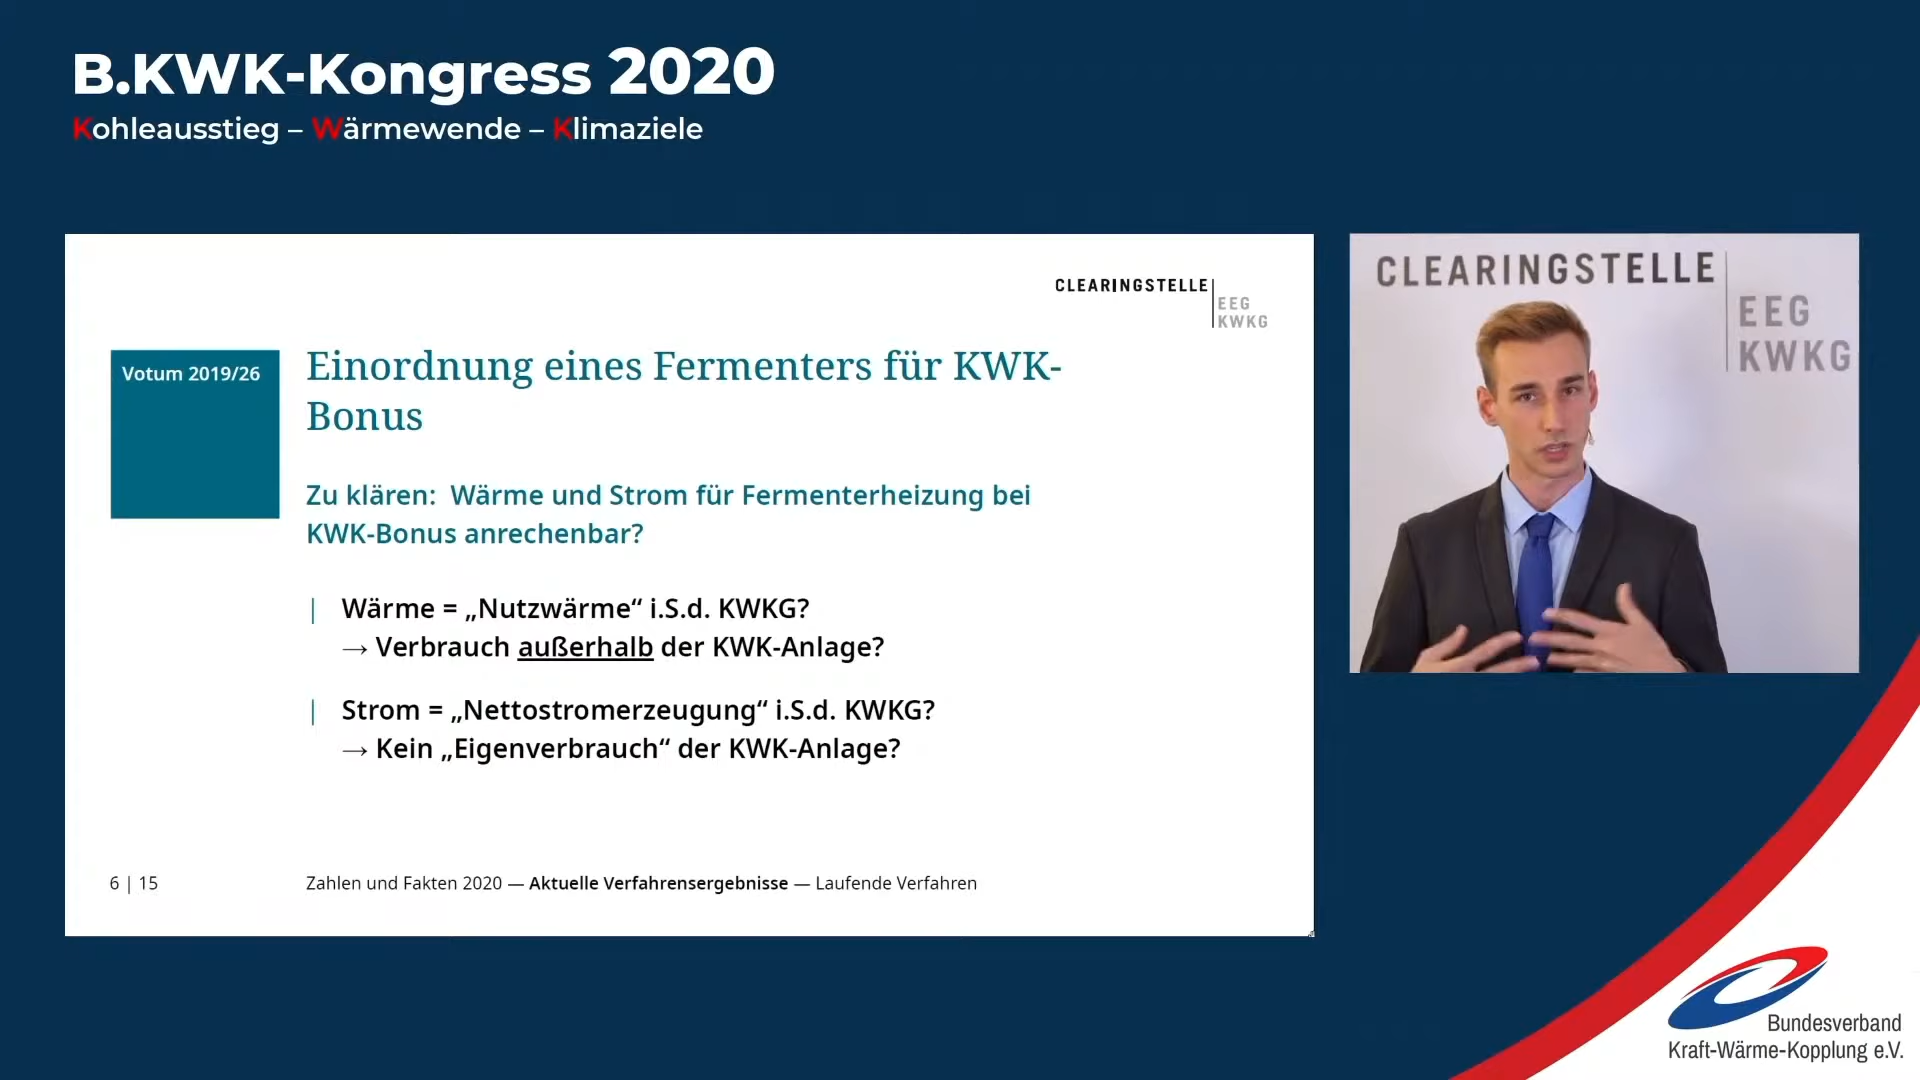 B.KWK-Kongress 2020
Kohleausstieg – Wärmewende – Klimaziele
CLEARINGSTELLE
EEG
KWKG
Votum 2019/26
Einordnung eines Fermenters für KWK-
Bonus
Zu klären: Wärme und Strom für Fermenterheizung bei
KWK-Bonus anrechenbar?
| Wärme = „Nutzwärme“ i.S.d. KWKG?
→ Verbrauch außerhalb der KWK-Anlage?
| Strom = „Nettostromerzeugung“ i.S.d. KWKG?
→ Kein „Eigenverbrauch“ der KWK-Anlage?
6 | 15
Zahlen und Fakten 2020 — Aktuelle Verfahrensergebnisse — Laufende Verfahren
CLEARINGSTELLE
EEG
KWKG
Bundesverband
Kraft-Wärme-Kopplung e.V.